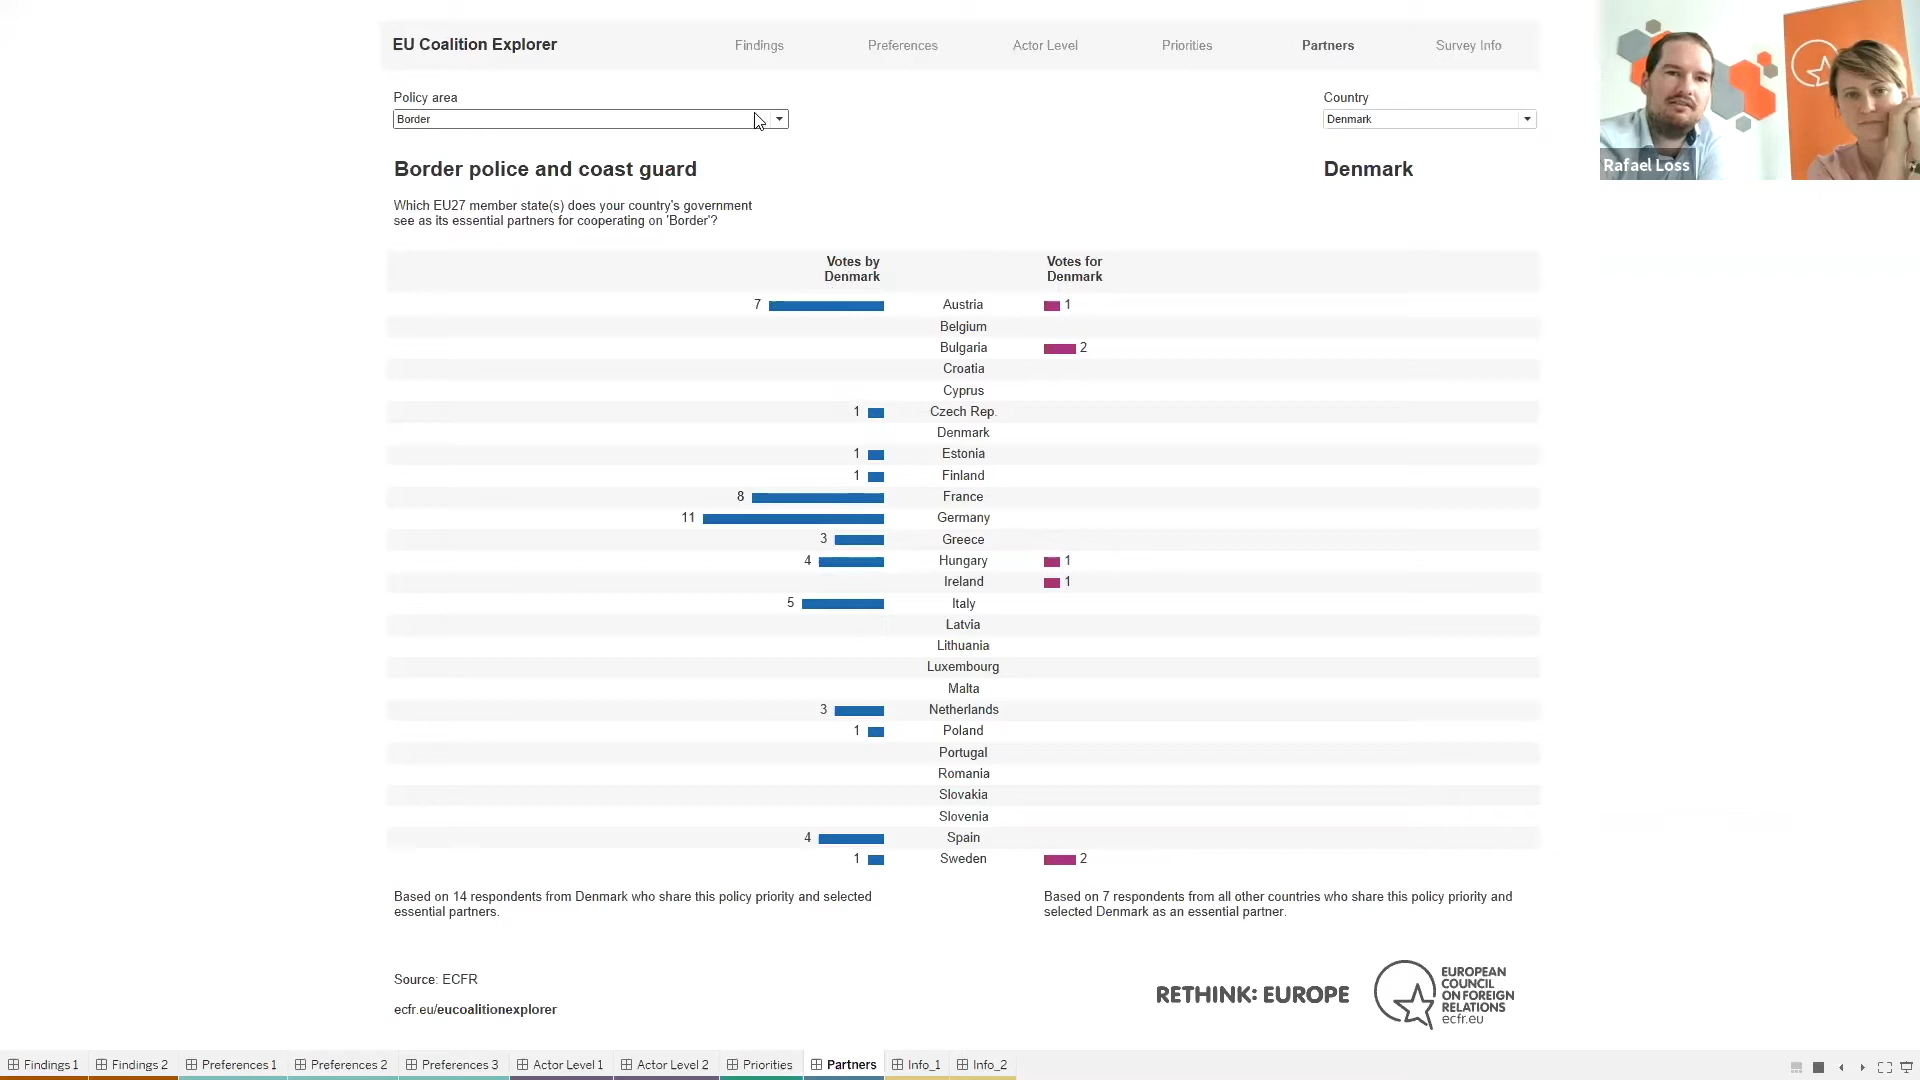 EU Coalition Explorer
Findings
Preferences
Actor Level
Priorities
Partners
Survey Info
Policy area
Border
Country
Denmark
Border police and coast guard
Denmark
Which EU27 member state(s) does your country's government
see as its essential partners for cooperating on 'Border'?
Votes by
Denmark
Votes for
Denmark
7 Austria 1
Belgium
Bulgaria 2
Croatia
Cyprus
1 Czech Rep.
Denmark
1 Estonia
1 Finland
8 France
11 Germany
3 Greece
4 Hungary 1
Ireland 1
5 Italy
Latvia
Lithuania
Luxembourg
Malta
3 Netherlands
1 Poland
Portugal
Romania
Slovakia
Slovenia
4 Spain
1 Sweden 2
Based on 14 respondents from Denmark who share this policy priority and selected
essential partners.
Based on 7 respondents from all other countries who share this policy priority and
selected Denmark as an essential partner.
Source: ECFR
ecfr.eu/eucoalitionexplorer
RETHINK: EUROPE
EUROPEAN
COUNCIL
ON FOREIGN
RELATIONS
ecfr.eu
Rafael Loss
Findings 1
Findings 2
Preferences 1
Preferences 2
Preferences 3
Actor Level 1
Actor Level 2
Priorities
Partners
Info_1
Info_2